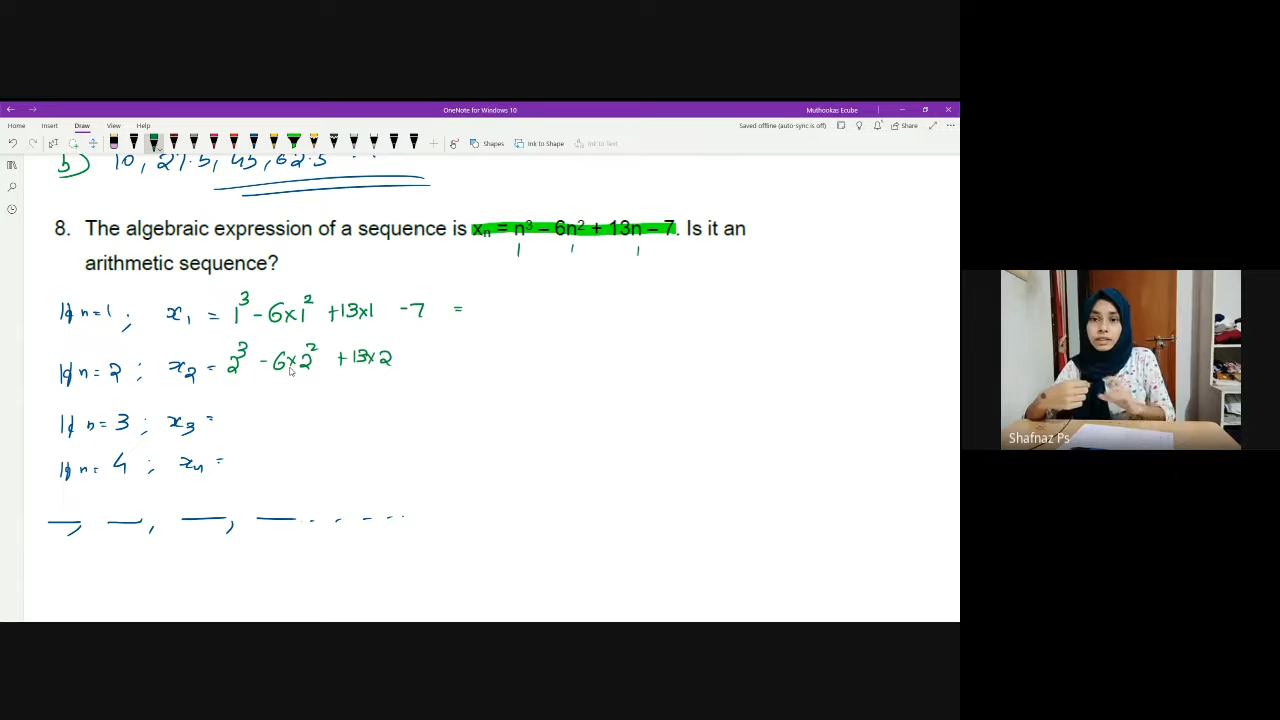 OneNote for Windows 10
Muthookas Ecube
Home Insert Draw View Help
Saved offline (auto-sync is off) Share
Shapes Ink to Shape Ink to Text
b) 10, 27.5, 45, 62.5 ...
8. The algebraic expression of a sequence is xₙ = n³ – 6n² + 13n – 7. Is it an
arithmetic sequence?
If n=1 ; x₁ = 1³ - 6×1² +13×1 -7 =
If n=2 ; x₂ = 2³ - 6×2² +13×2
If n=3 ; x₃ =
If n=4 ; x₄ =
Shafnaz Ps